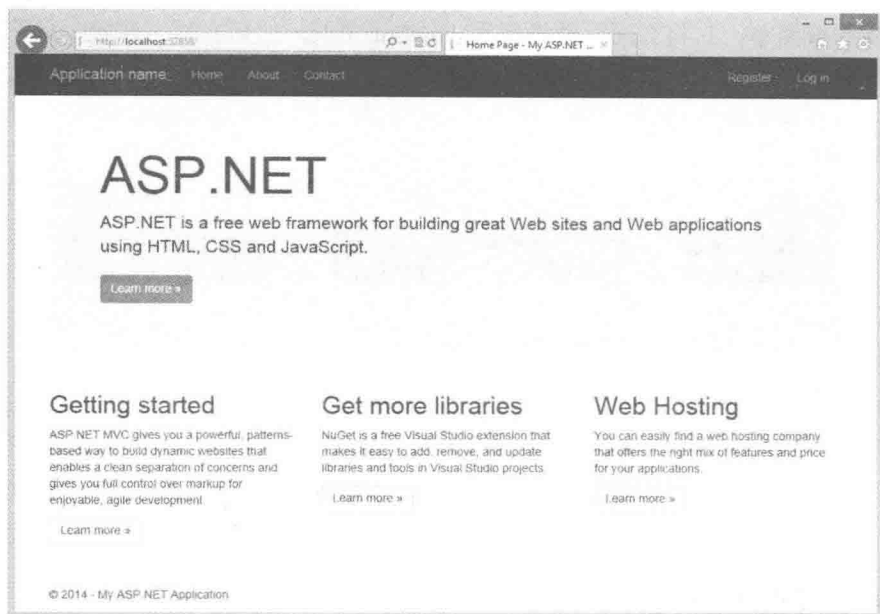 http://localhost
Home Page - My ASP.NET ...
Application name Home About Contact Register Log in
ASP.NET
ASP.NET is a free web framework for building great Web sites and Web applications
using HTML, CSS and JavaScript.
Learn more »
Getting started
ASP.NET MVC gives you a powerful, patterns-
based way to build dynamic websites that
enables a clean separation of concerns and
gives you full control over markup for
enjoyable, agile development.
Learn more »
Get more libraries
NuGet is a free Visual Studio extension that
makes it easy to add, remove, and update
libraries and tools in Visual Studio projects.
Learn more »
Web Hosting
You can easily find a web hosting company
that offers the right mix of features and price
for your applications.
Learn more »
© 2014 - My ASP.NET Application